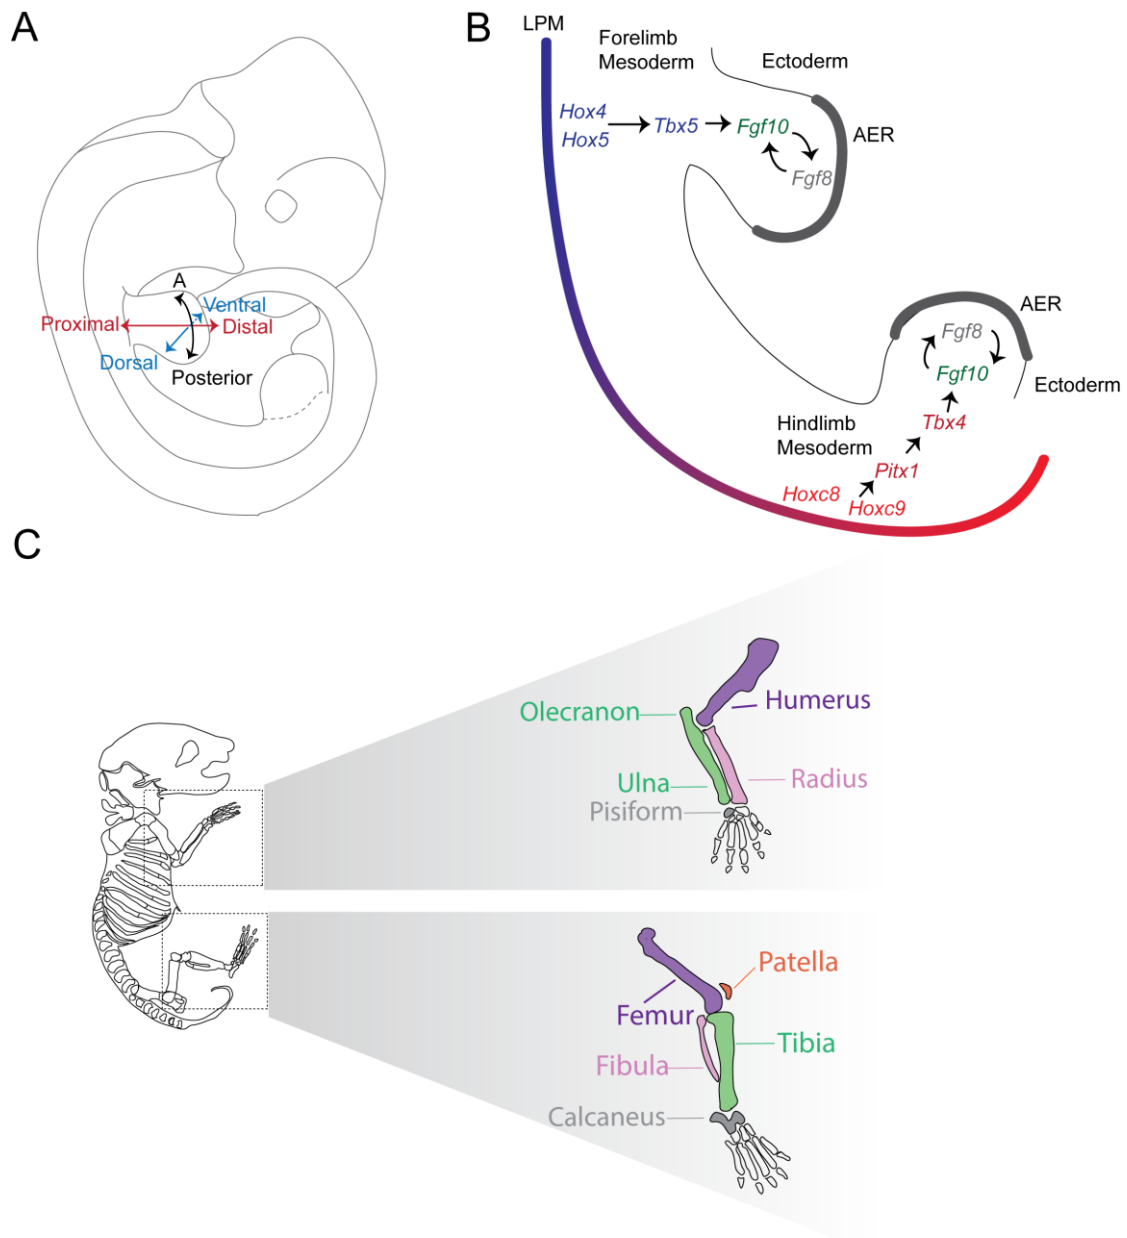 A
A
Ventral
Proximal
Distal
Dorsal
Posterior
B
LPM
Forelimb
Mesoderm
Ectoderm
Hox4
Hox5
Tbx5
Fgf10
AER
Fgf8
AER
Fgf8
Fgf10
Ectoderm
Tbx4
Hindlimb
Mesoderm
Pitx1
Hoxc8
Hoxc9
C
Humerus
Olecranon
Ulna
Radius
Pisiform
Patella
Femur
Tibia
Fibula
Calcaneus